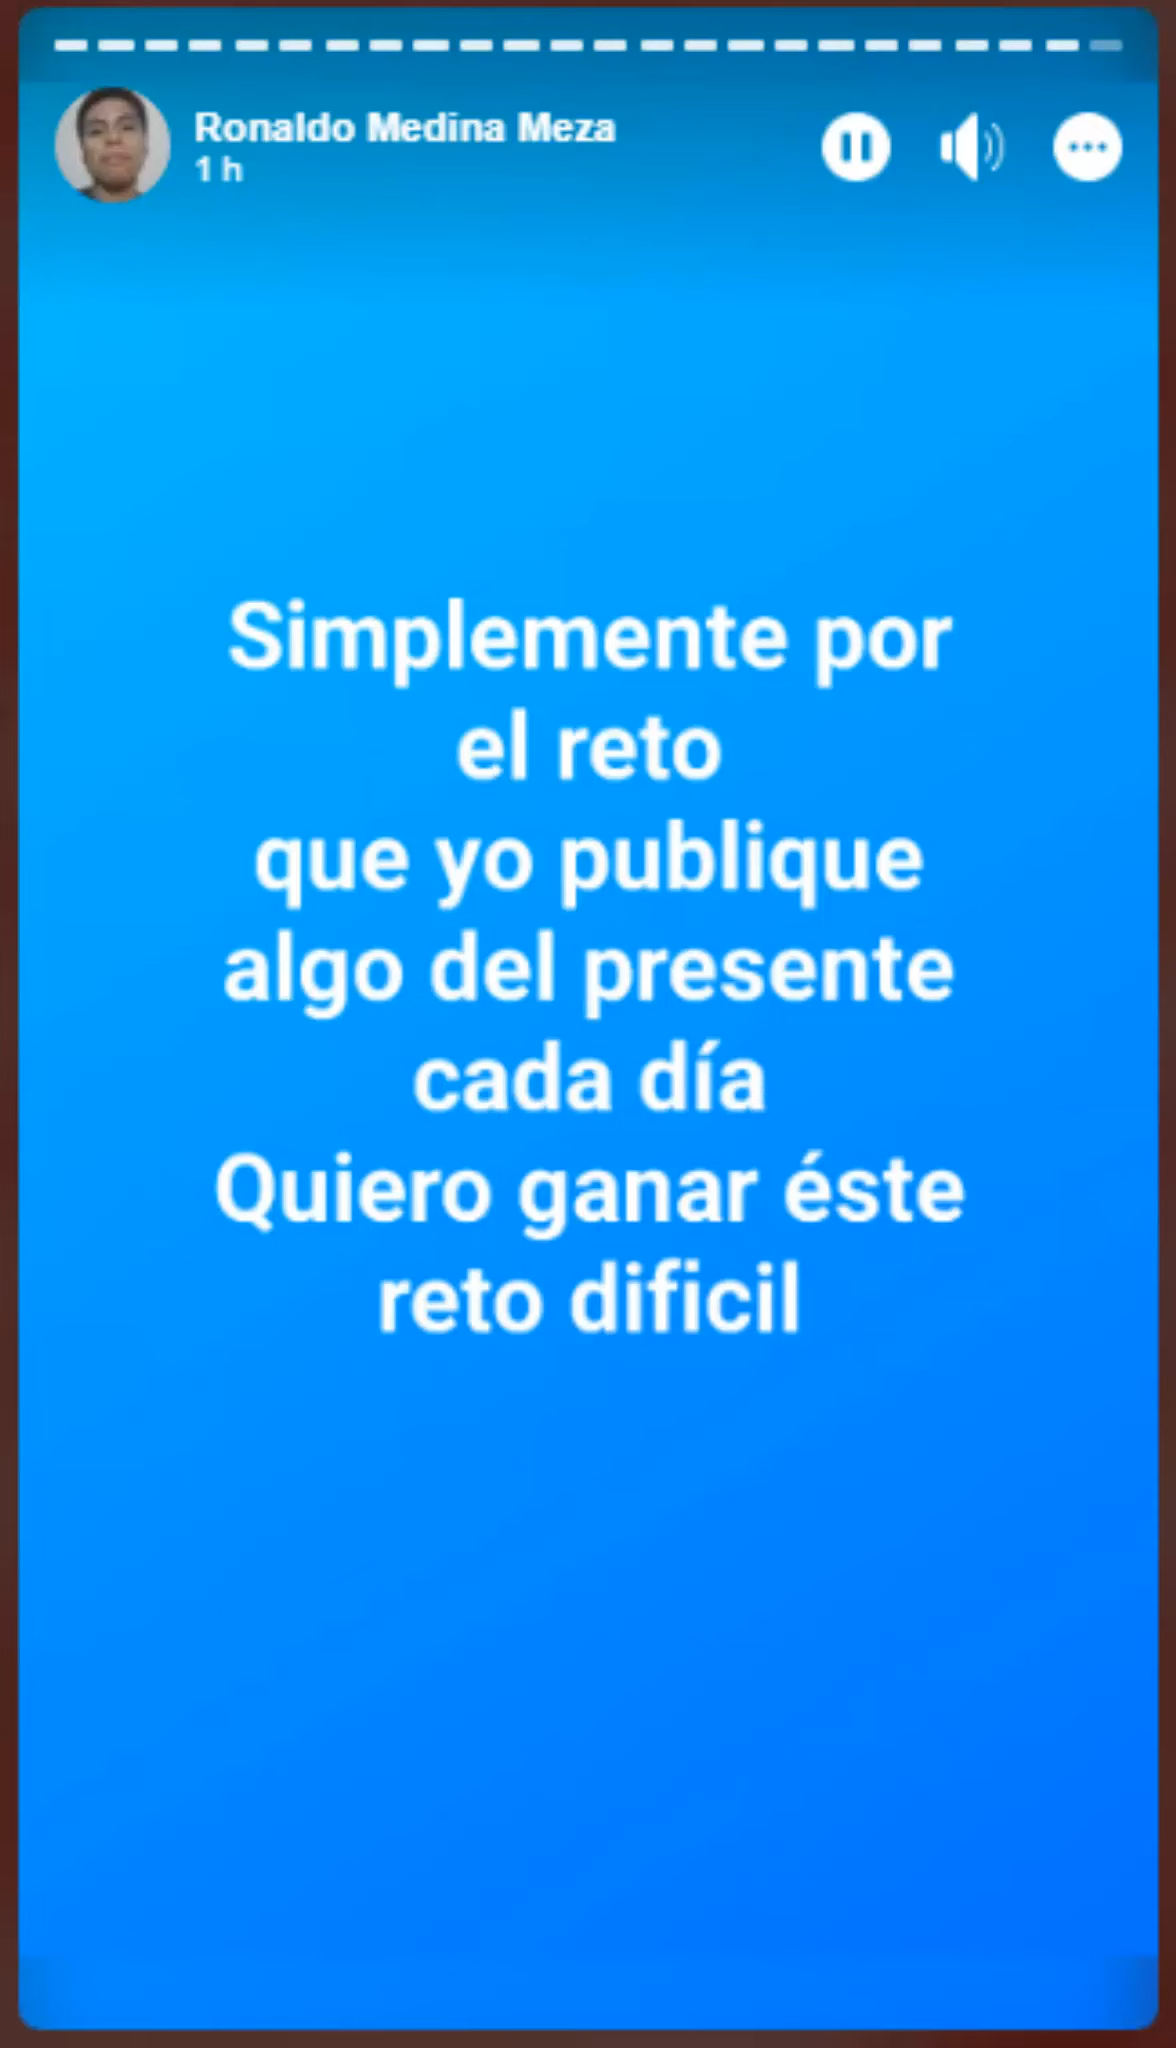 Ronaldo Medina Meza
1 h
Simplemente por
el reto
que yo publique
algo del presente
cada día
Quiero ganar éste
reto dificil